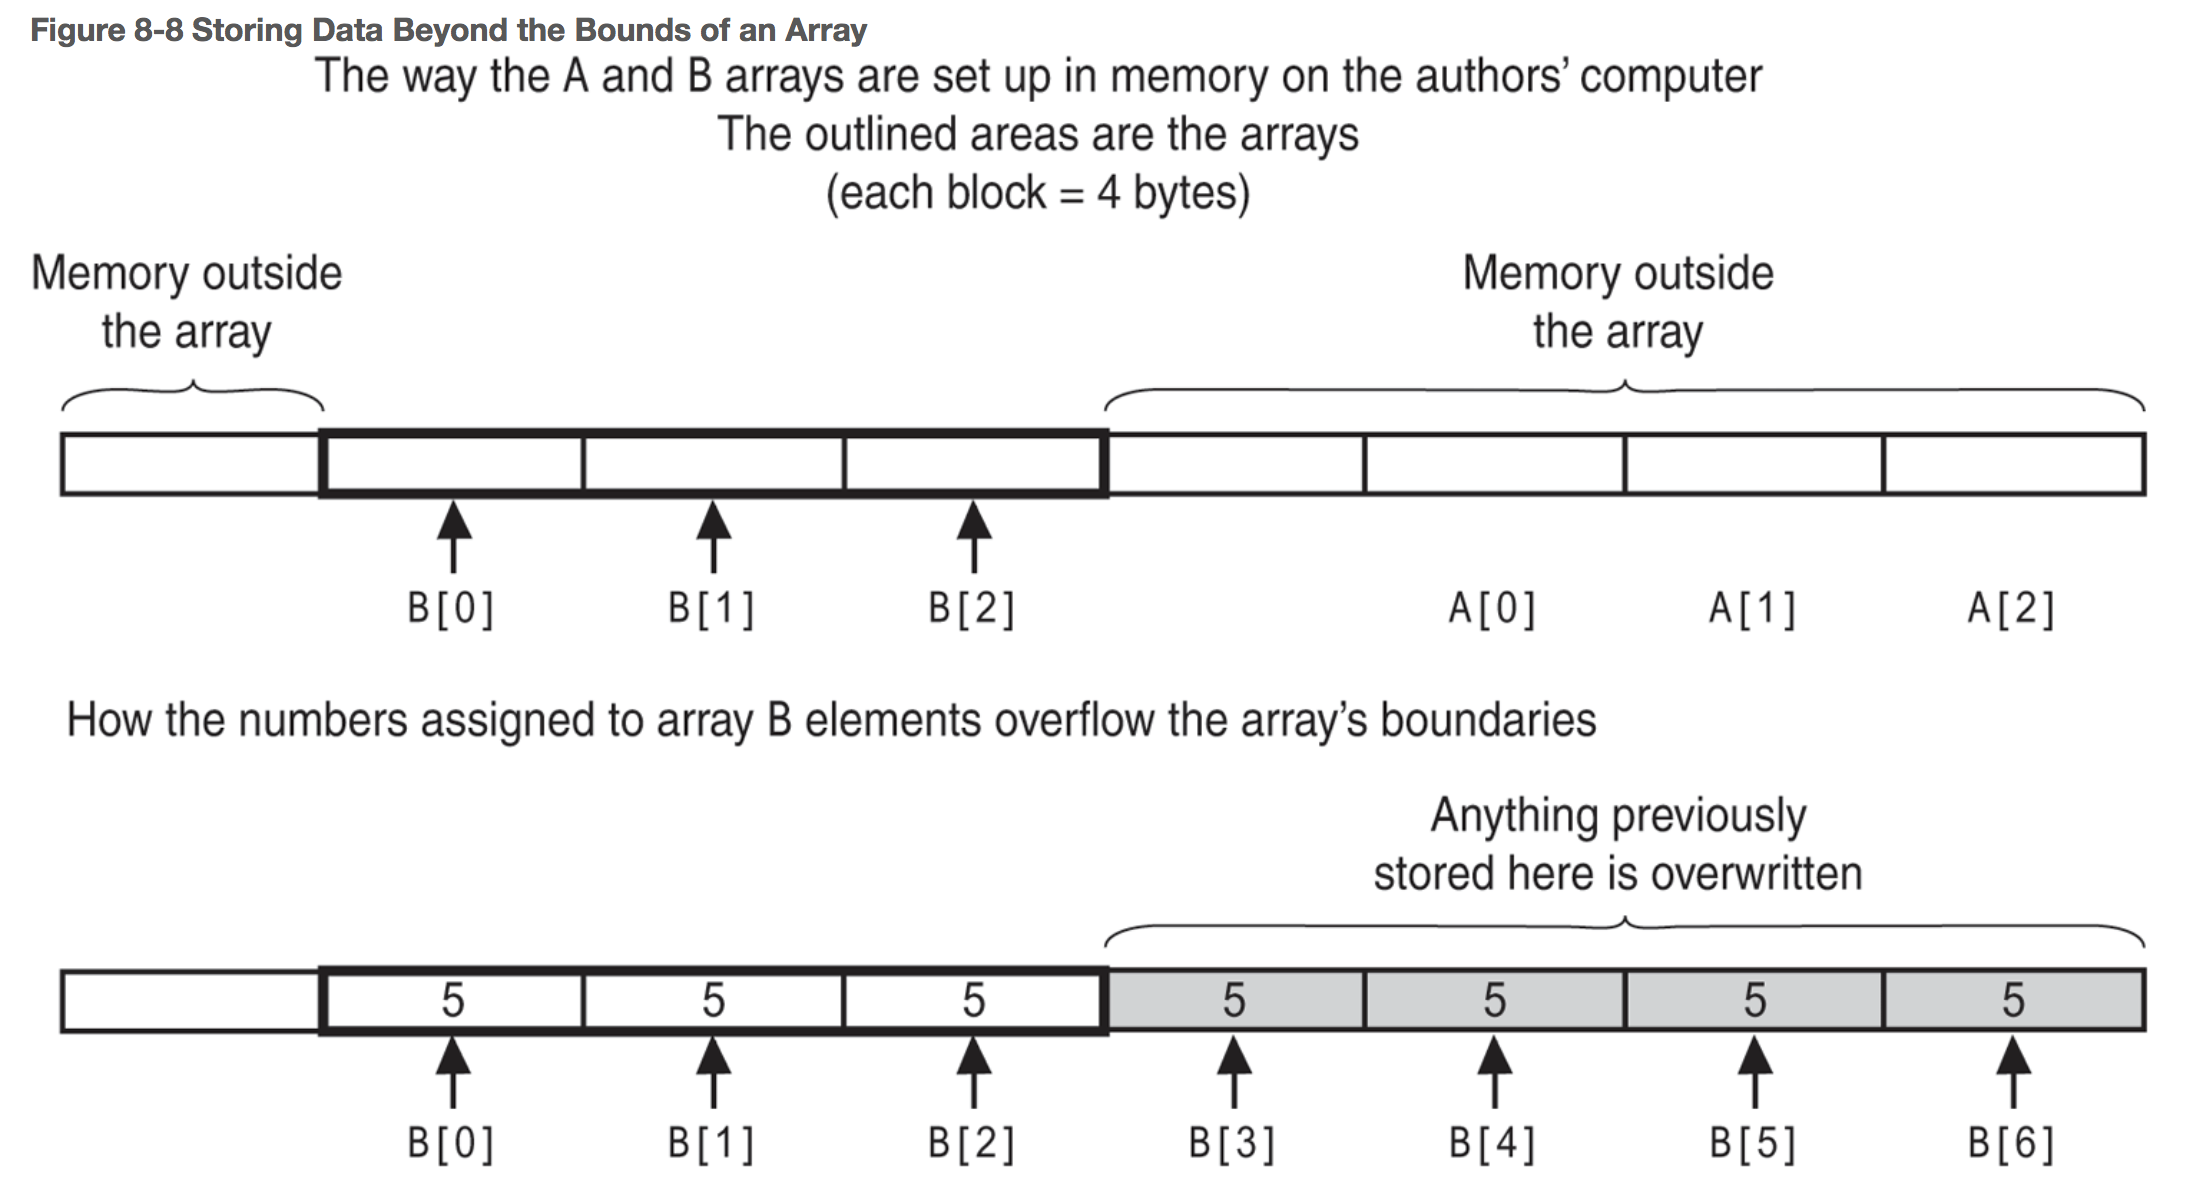 Figure 8-8 Storing Data Beyond the Bounds of an Array
The way the A and B arrays are set up in memory on the authors’ computer
The outlined areas are the arrays
(each block = 4 bytes)
Memory outside
the array
Memory outside
the array
B[0] B[1] B[2] A[0] A[1] A[2]
How the numbers assigned to array B elements overflow the array’s boundaries
Anything previously
stored here is overwritten
5 5 5 5 5 5 5
B[0] B[1] B[2] B[3] B[4] B[5] B[6]